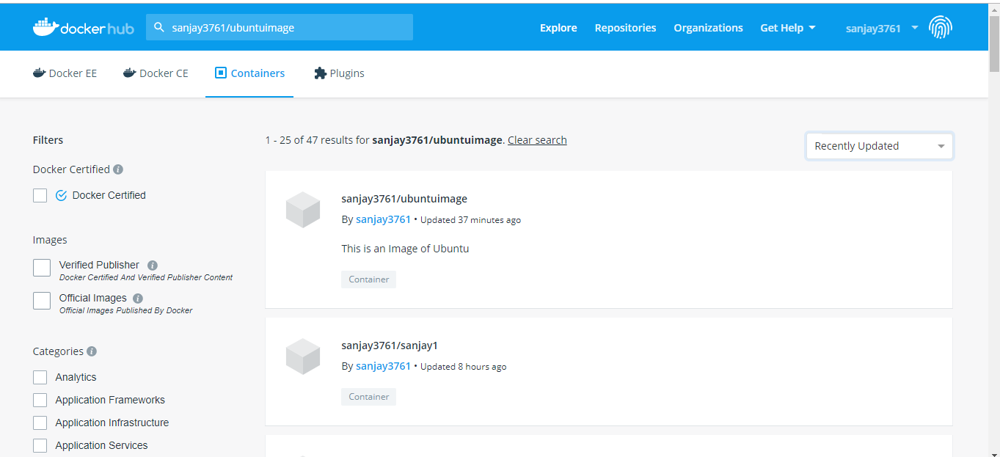 docker hub
sanjay3761/ubuntuimage
Explore
Repositories
Organizations
Get Help
sanjay3761
Docker EE
Docker CE
Containers
Plugins
Filters
Docker Certified
Docker Certified
Images
Verified Publisher
Docker Certified And Verified Publisher Content
Official Images
Official Images Published By Docker
Categories
Analytics
Application Frameworks
Application Infrastructure
Application Services
1 - 25 of 47 results for sanjay3761/ubuntuimage. Clear search
Recently Updated
sanjay3761/ubuntuimage
By sanjay3761 • Updated 37 minutes ago
This is an Image of Ubuntu
Container
sanjay3761/sanjay1
By sanjay3761 • Updated 8 hours ago
Container